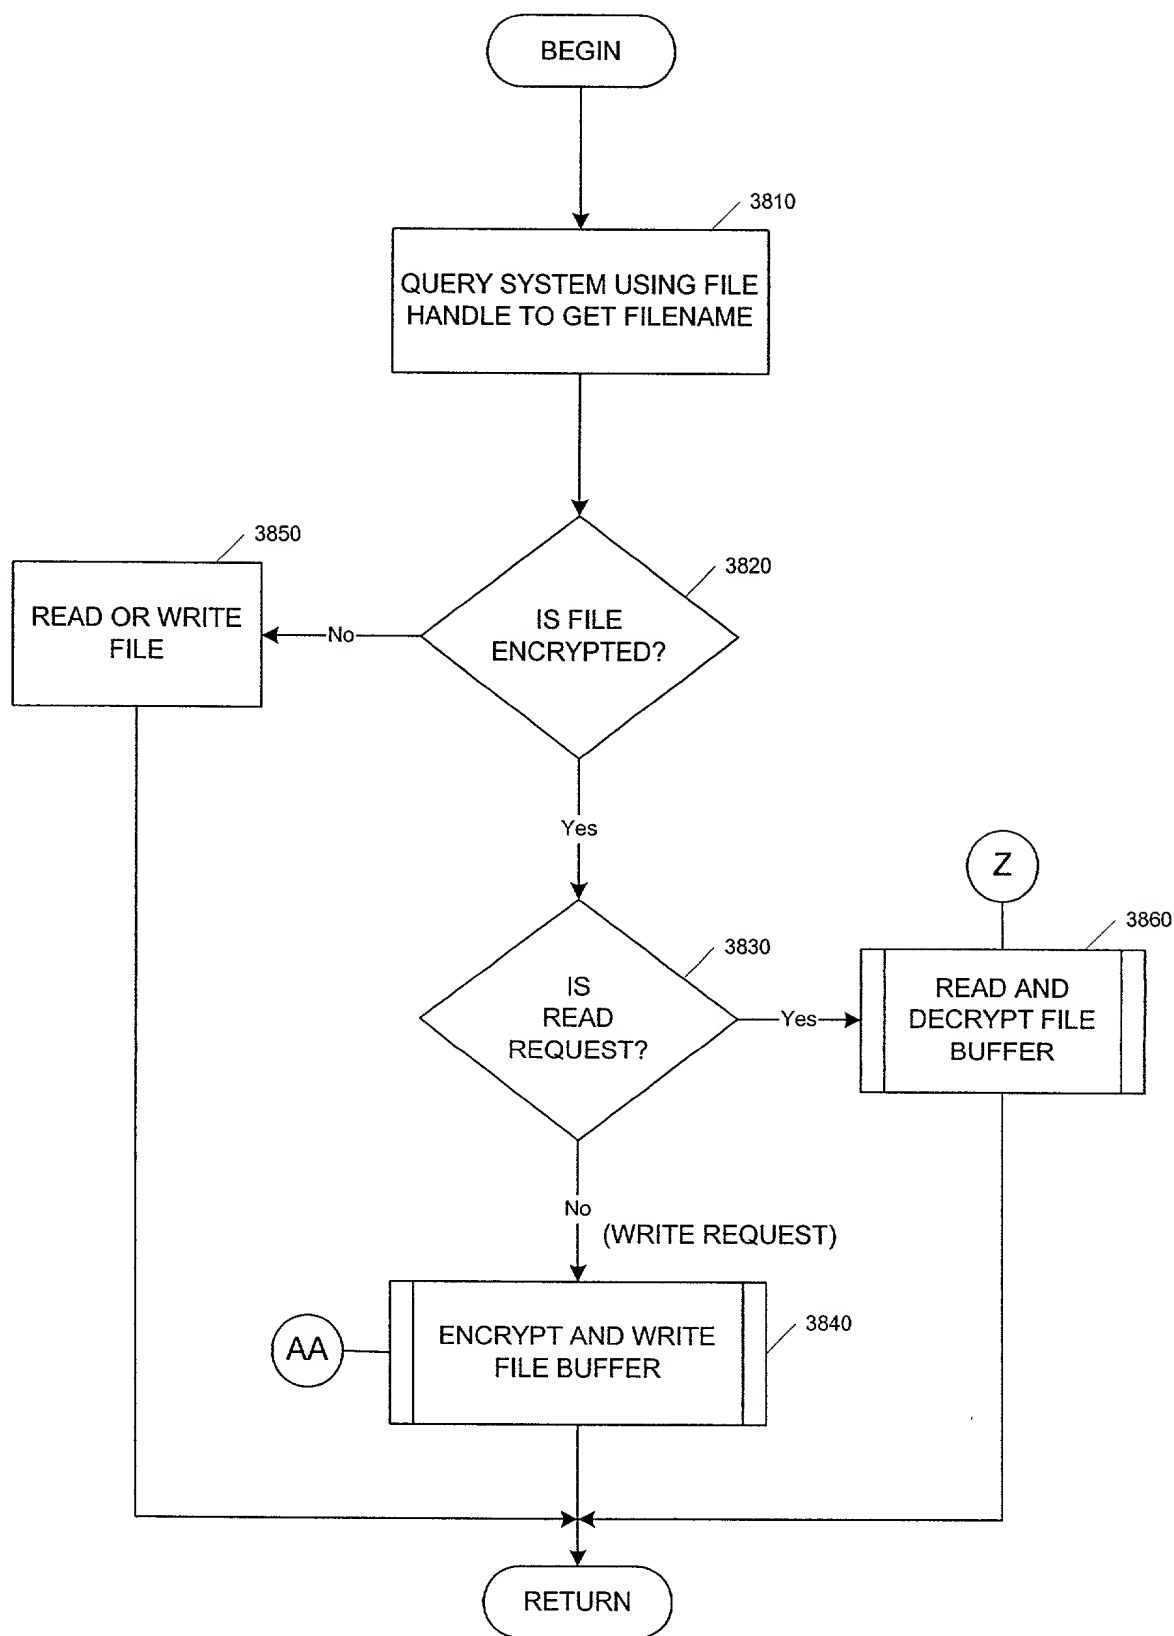 BEGIN
3810
QUERY SYSTEM USING FILE
HANDLE TO GET FILENAME
3850
READ OR WRITE
FILE
No
3820
IS FILE
ENCRYPTED?
Yes
Z
3830
IS
READ
REQUEST?
Yes
3860
READ AND
DECRYPT FILE
BUFFER
No
(WRITE REQUEST)
AA
ENCRYPT AND WRITE
FILE BUFFER
3840
RETURN